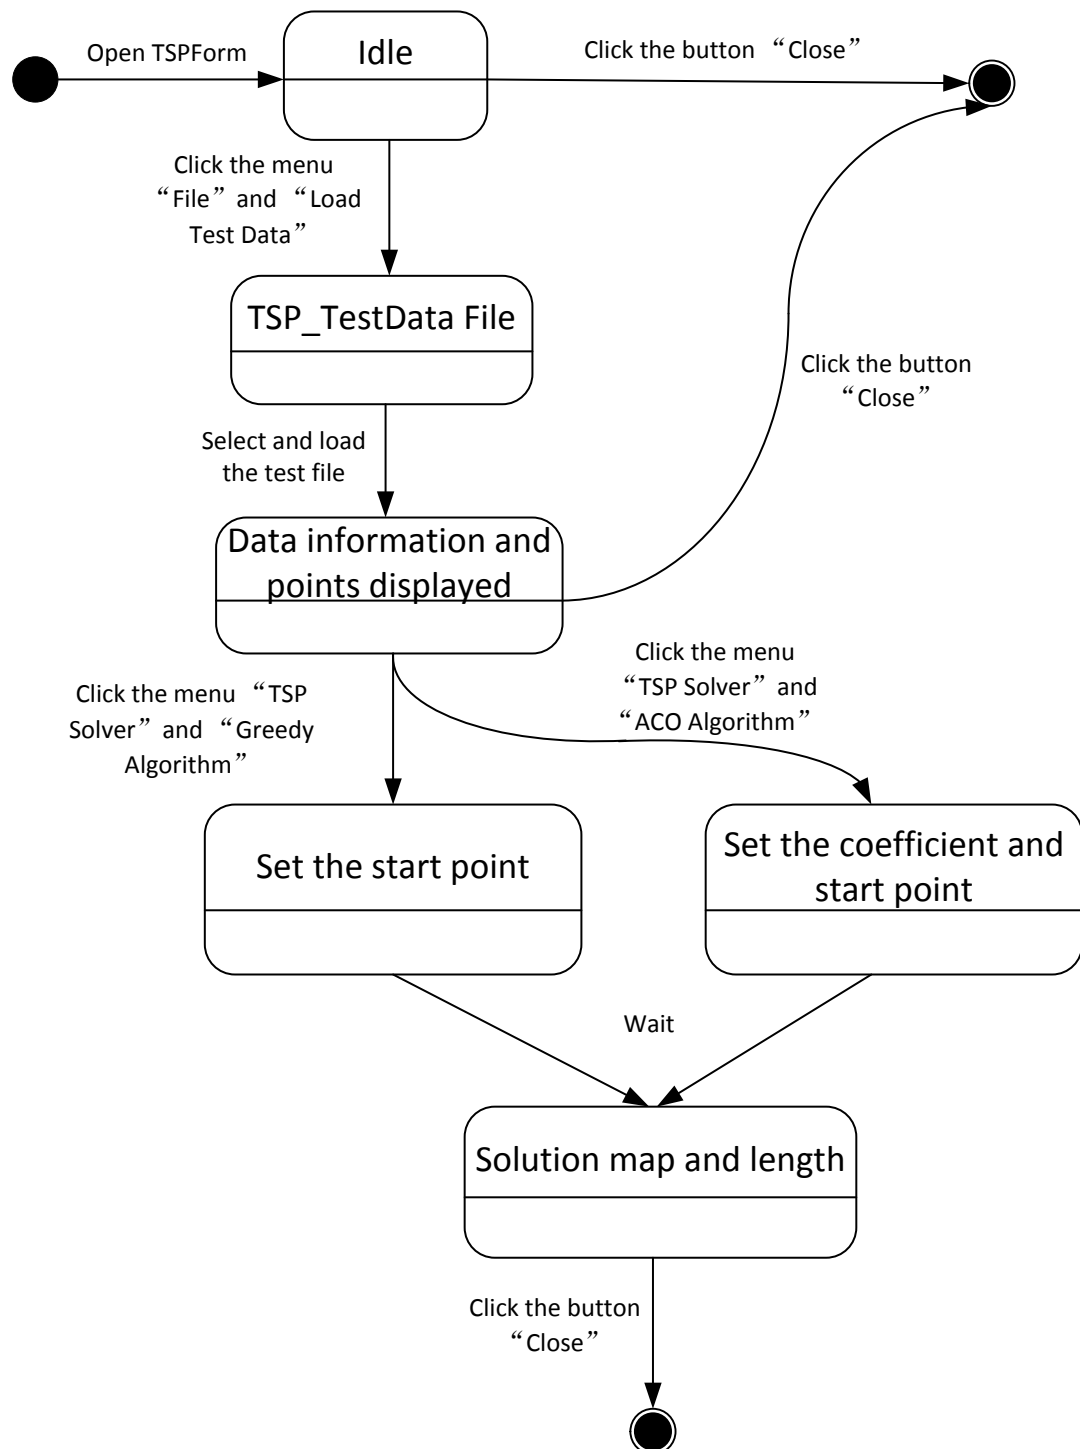 Open TSPForm
Idle
Click the button “Close”
Click the menu
“File” and “Load
Test Data”
TSP_TestData File
Click the button
“Close”
Select and load
the test file
Data information and
points displayed
Click the menu “TSP
Solver” and “Greedy
Algorithm”
Click the menu
“TSP Solver” and
“ACO Algorithm”
Set the start point
Set the coefficient and
start point
Wait
Solution map and length
Click the button
“Close”